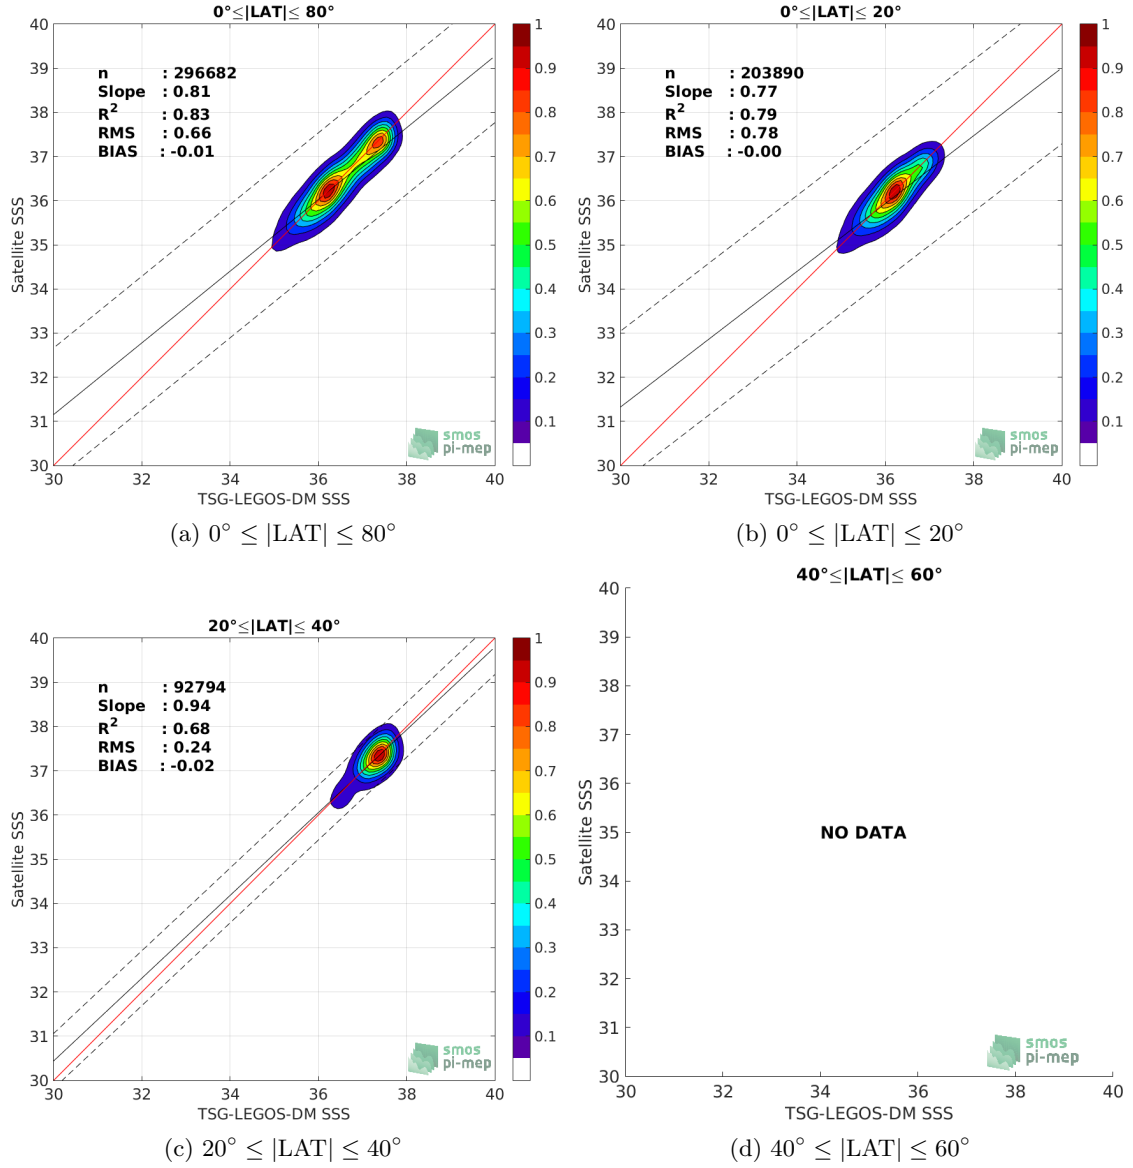 0°≤|LAT|≤ 80°
40
39
38
37
36
35
34
33
32
31
30
Satellite SSS
n : 296682
Slope : 0.81
R² : 0.83
RMS : 0.66
BIAS : -0.01
smos
pi-mep
30 32 34 36 38 40
TSG-LEGOS-DM SSS
1
0.9
0.8
0.7
0.6
0.5
0.4
0.3
0.2
0.1
(a) 0° ≤ |LAT| ≤ 80°
0°≤|LAT|≤ 20°
40
39
38
37
36
35
34
33
32
31
30
Satellite SSS
n : 203890
Slope : 0.77
R² : 0.79
RMS : 0.78
BIAS : -0.00
smos
pi-mep
30 32 34 36 38 40
TSG-LEGOS-DM SSS
1
0.9
0.8
0.7
0.6
0.5
0.4
0.3
0.2
0.1
(b) 0° ≤ |LAT| ≤ 20°
20°≤|LAT|≤ 40°
40
39
38
37
36
35
34
33
32
31
30
Satellite SSS
n : 92794
Slope : 0.94
R² : 0.68
RMS : 0.24
BIAS : -0.02
smos
pi-mep
30 32 34 36 38 40
TSG-LEGOS-DM SSS
1
0.9
0.8
0.7
0.6
0.5
0.4
0.3
0.2
0.1
(c) 20° ≤ |LAT| ≤ 40°
40°≤|LAT|≤ 60°
40
39
38
37
36
35
34
33
32
31
30
Satellite SSS
NO DATA
smos
pi-mep
30 32 34 36 38 40
TSG-LEGOS-DM SSS
(d) 40° ≤ |LAT| ≤ 60°